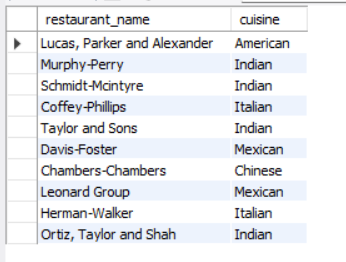 restaurant_name cuisine
Lucas, Parker and Alexander American
Murphy-Perry Indian
Schmidt-Mcintyre Indian
Coffey-Phillips Italian
Taylor and Sons Indian
Davis-Foster Mexican
Chambers-Chambers Chinese
Leonard Group Mexican
Herman-Walker Italian
Ortiz, Taylor and Shah Indian